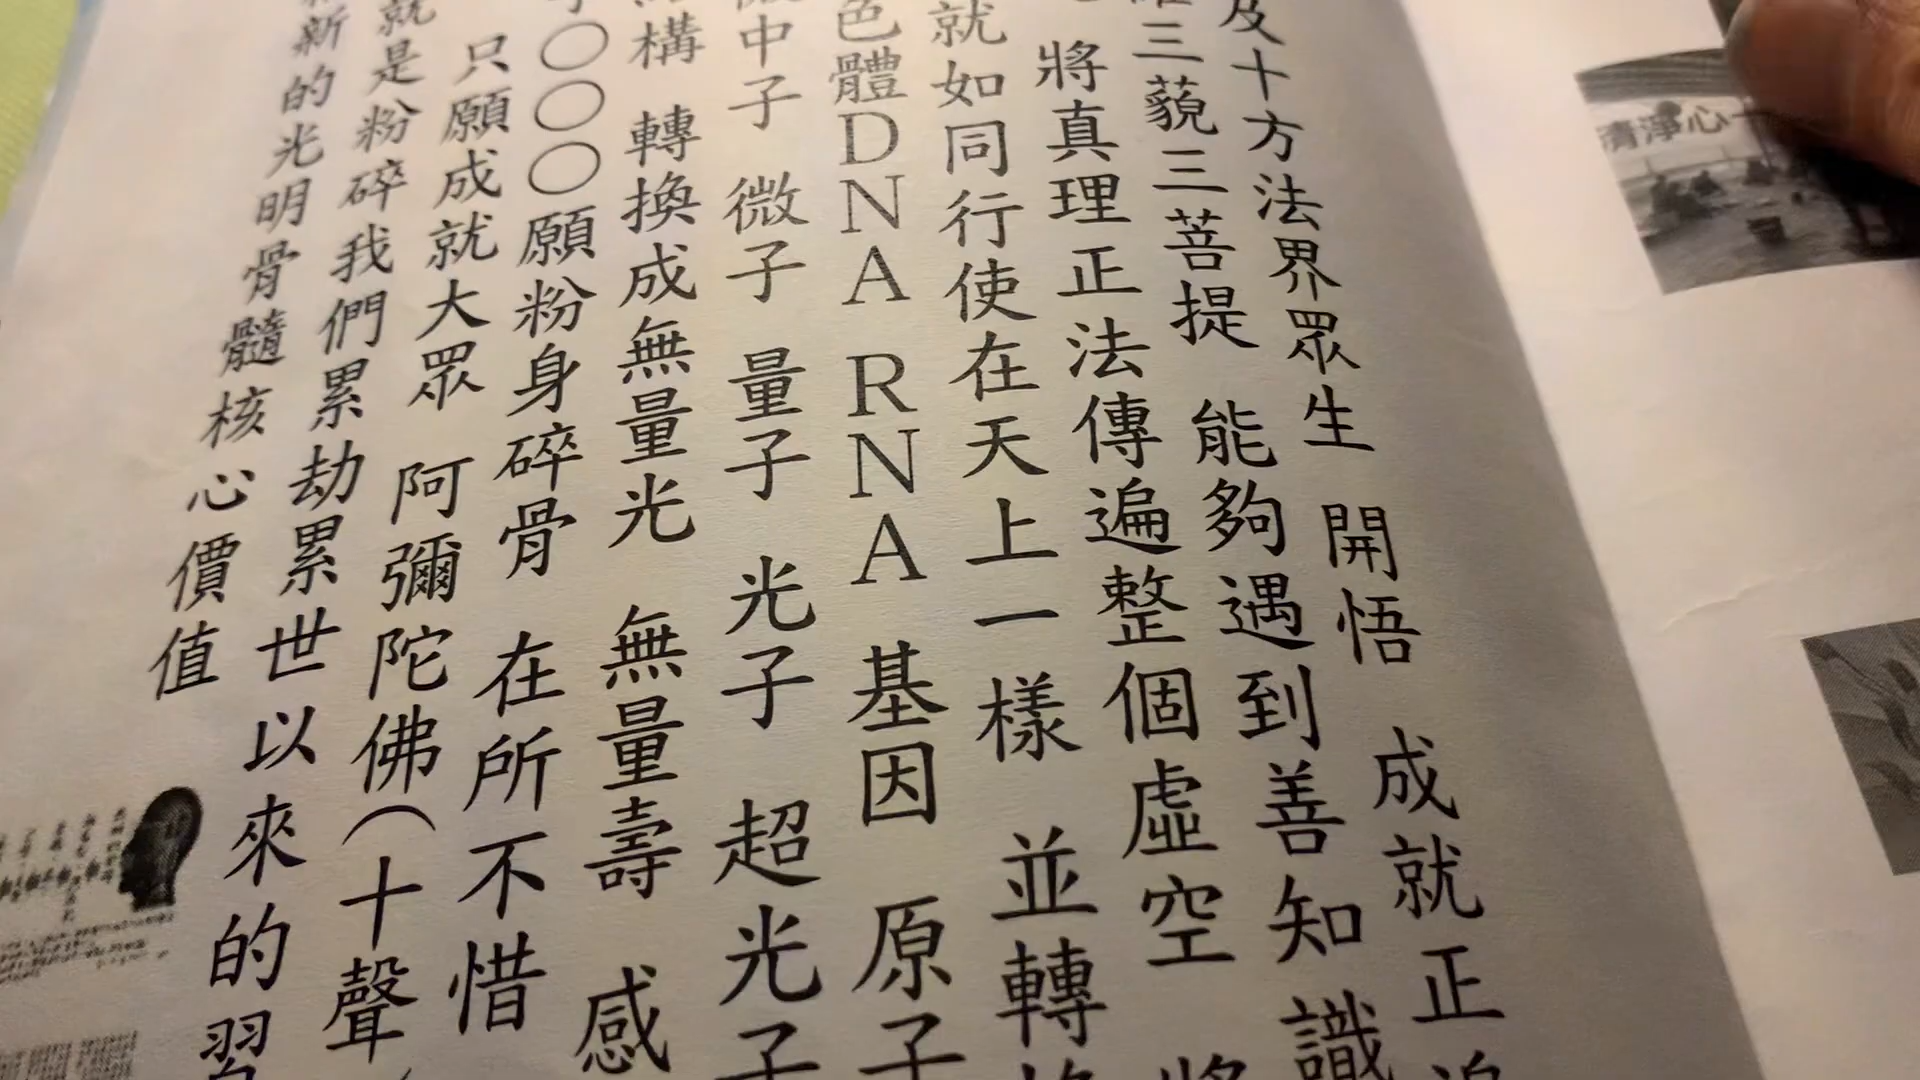 清淨心
及十方法界眾生 開悟 成就正
三藐三菩提 能夠遇到善知識
將真理正法傳遍整個虛空 將
就如同行使在天上一樣 並轉
色體DNA RNA 基因 原子
中子 微子 量子 光子 超光子
構 轉換成無量光 無量壽 感
○○○願粉身碎骨 在所不惜
只願成就大眾 阿彌陀佛(十聲
就是粉碎我們累劫累世以來的習
新的光明骨髓核心價值